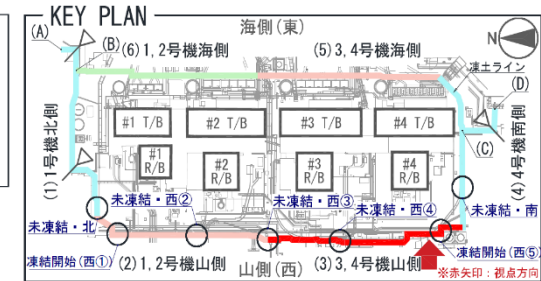 KEY PLAN
海側(東)
N
(A)
(B)
(6)1,2号機海側
(5)3,4号機海側
凍土ライン
(D)
#1 T/B
#2 T/B
#3 T/B
#4 T/B
(C)
(1)1号機北側
#1
R/B
#2
R/B
#3
R/B
#4
R/B
(4)4号機南側
未凍結・西②
未凍結・西③
未凍結・西④
未凍結・北
未凍結・南
凍結開始(西①)
(2)1,2号機山側
山側(西)
(3)3,4号機山側
凍結開始(西⑤)
※赤矢印:視点方向